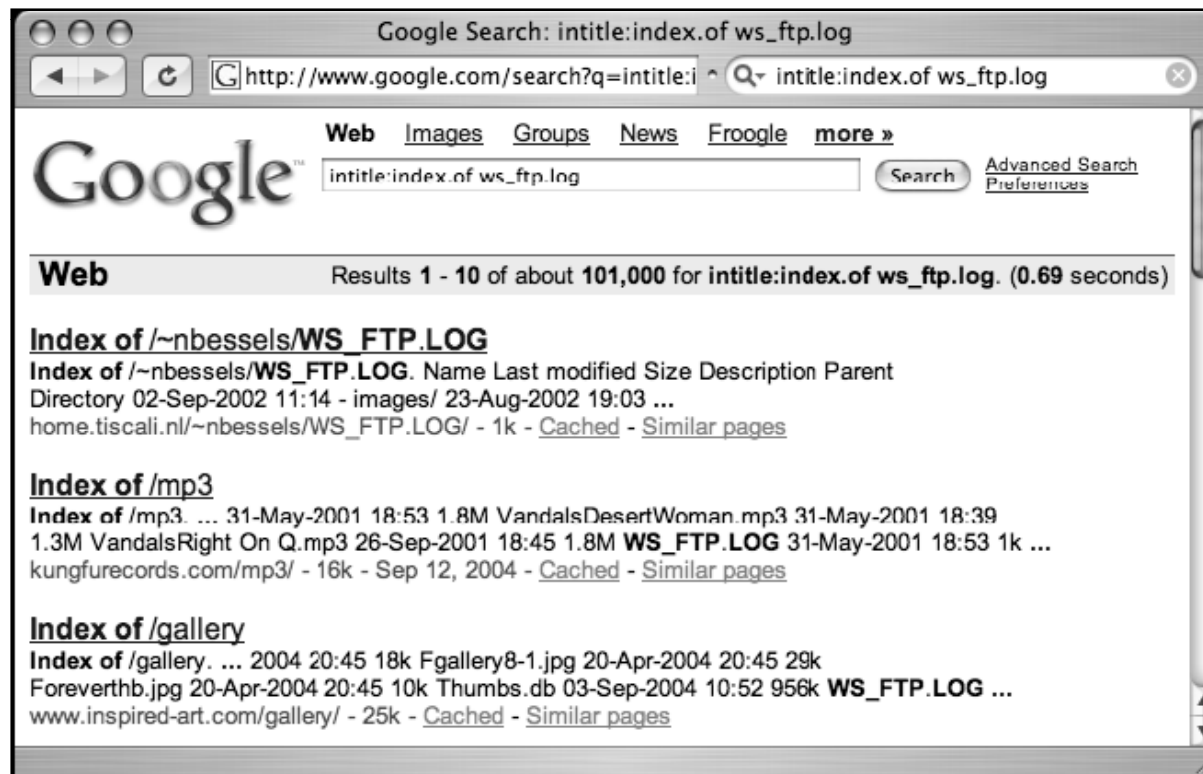 Google Search: intitle:index.of ws_ftp.log
G http://www.google.com/search?q=intitle:i intitle:index.of ws_ftp.log
Web Images Groups News Froogle more »
Google™
intitle:index.of ws_ftp.log Search Advanced Search
Preferences
Web Results 1 - 10 of about 101,000 for intitle:index.of ws_ftp.log. (0.69 seconds)
Index of /~nbessels/WS_FTP.LOG
Index of /~nbessels/WS_FTP.LOG. Name Last modified Size Description Parent
Directory 02-Sep-2002 11:14 - images/ 23-Aug-2002 19:03 ...
home.tiscali.nl/~nbessels/WS_FTP.LOG/ - 1k - Cached - Similar pages
Index of /mp3
Index of /mp3. ... 31-May-2001 18:53 1.8M VandalsDesertWoman.mp3 31-May-2001 18:39
1.3M VandalsRight On Q.mp3 26-Sep-2001 18:45 1.8M WS_FTP.LOG 31-May-2001 18:53 1k ...
kungfurecords.com/mp3/ - 16k - Sep 12, 2004 - Cached - Similar pages
Index of /gallery
Index of /gallery. ... 2004 20:45 18k Fgallery8-1.jpg 20-Apr-2004 20:45 29k
Foreverthb.jpg 20-Apr-2004 20:45 10k Thumbs.db 03-Sep-2004 10:52 956k WS_FTP.LOG ...
www.inspired-art.com/gallery/ - 25k - Cached - Similar pages